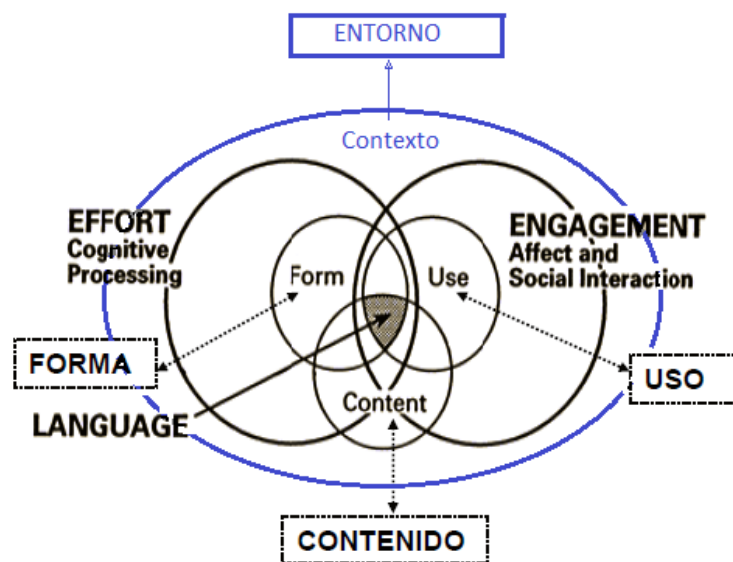 ENTORNO
Contexto
EFFORT
Cognitive
Processing
ENGAGEMENT
Affect and
Social Interaction
Form
Use
FORMA
USO
LANGUAGE
Content
CONTENIDO